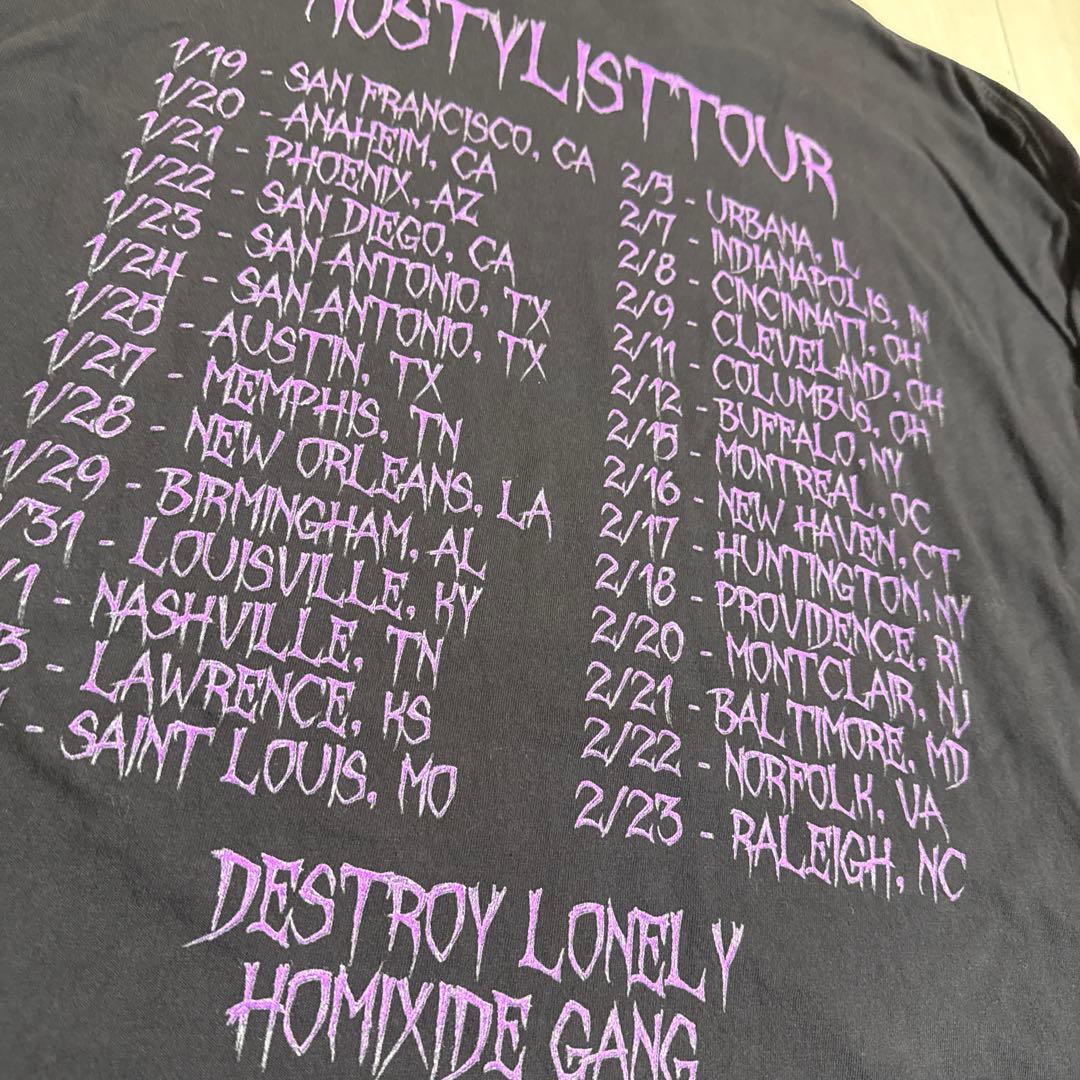 NOSTYLISTTOUR
1/19 - SAN FRANCISCO, CA
1/20 - ANAHEIM, CA
1/21 - PHOENIX, AZ
1/22 - SAN DIEGO, CA
1/23 - SAN ANTONIO, TX
1/24 - SAN ANTONIO, TX
1/25 - AUSTIN, TX
1/27 - MEMPHIS, TN
1/28 - NEW ORLEANS, LA
1/29 - BIRMINGHAM, AL
/31 - LOUISVILLE, KY
/1 - NASHVILLE, TN
3 - LAWRENCE, KS
- SAINT LOUIS, MO
2/5 - URBANA, IL
2/7 - INDIANAPOLIS, IN
2/8 - CINCINNATI, OH
2/9 - CLEVELAND, OH
2/11 - COLUMBUS, OH
2/12 - BUFFALO, NY
2/15 - MONTREAL, QC
2/16 - NEW HAVEN, CT
2/17 - HUNTINGTON, NY
2/18 - PROVIDENCE, RI
2/20 - MONTCLAIR, NJ
2/21 - BALTIMORE, MD
2/22 - NORFOLK, VA
2/23 - RALEIGH, NC
DESTROY LONELY
HOMIXIDE GANG